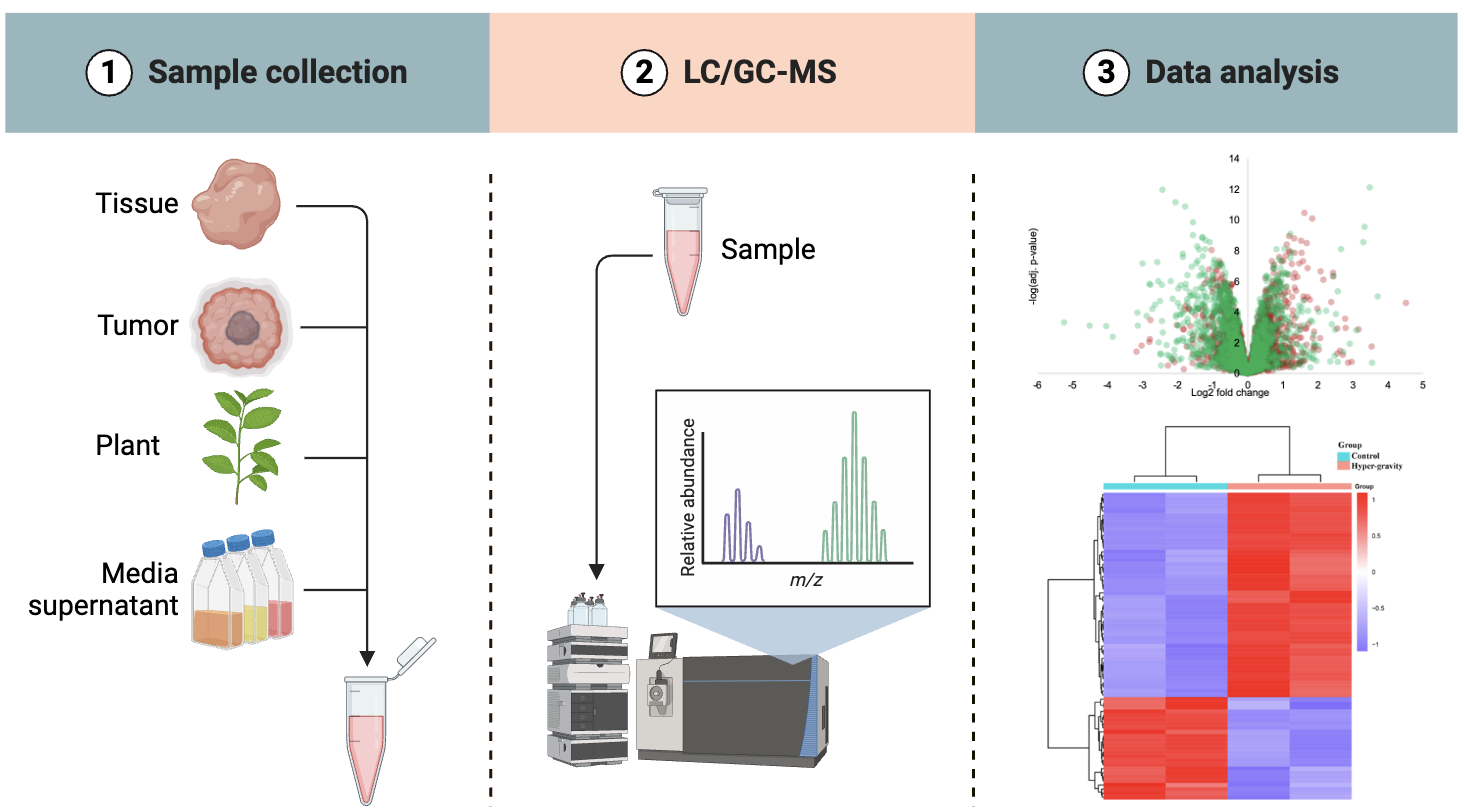 1 Sample collection
2 LC/GC-MS
3 Data analysis
Tissue
Tumor
Plant
Media
supernatant
Sample
Relative abundance
m/z
14
12
10
8
6
4
2
0
-log(adj. p-value)
-6 -5 -4 -3 -2 -1 0 1 2 3 4 5
Log2 fold change
Group
Control
Hyper-gravity
Group
1
0.5
0
−0.5
−1